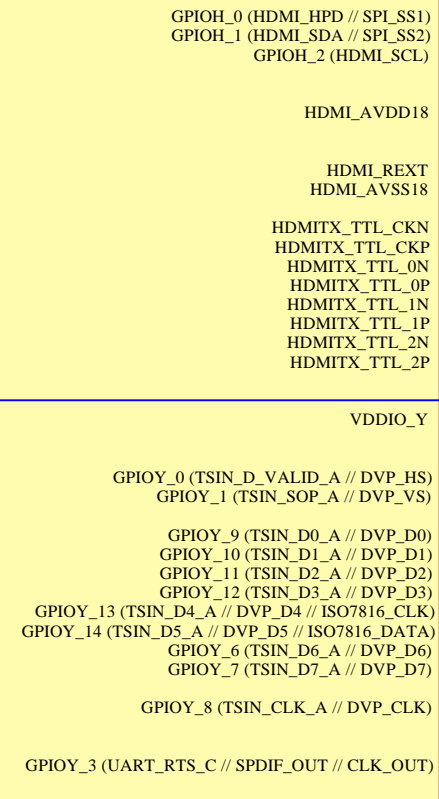 GPIOH_0 (HDMI_HPD // SPI_SS1)
GPIOH_1 (HDMI_SDA // SPI_SS2)
GPIOH_2 (HDMI_SCL)
HDMI_AVDD18
HDMI_REXT
HDMI_AVSS18
HDMITX_TTL_CKN
HDMITX_TTL_CKP
HDMITX_TTL_0N
HDMITX_TTL_0P
HDMITX_TTL_1N
HDMITX_TTL_1P
HDMITX_TTL_2N
HDMITX_TTL_2P
VDDIO_Y
GPIOY_0 (TSIN_D_VALID_A // DVP_HS)
GPIOY_1 (TSIN_SOP_A // DVP_VS)
GPIOY_9 (TSIN_D0_A // DVP_D0)
GPIOY_10 (TSIN_D1_A // DVP_D1)
GPIOY_11 (TSIN_D2_A // DVP_D2)
GPIOY_12 (TSIN_D3_A // DVP_D3)
GPIOY_13 (TSIN_D4_A // DVP_D4 // ISO7816_CLK)
GPIOY_14 (TSIN_D5_A // DVP_D5 // ISO7816_DATA)
GPIOY_6 (TSIN_D6_A // DVP_D6)
GPIOY_7 (TSIN_D7_A // DVP_D7)
GPIOY_8 (TSIN_CLK_A // DVP_CLK)
GPIOY_3 (UART_RTS_C // SPDIF_OUT // CLK_OUT)